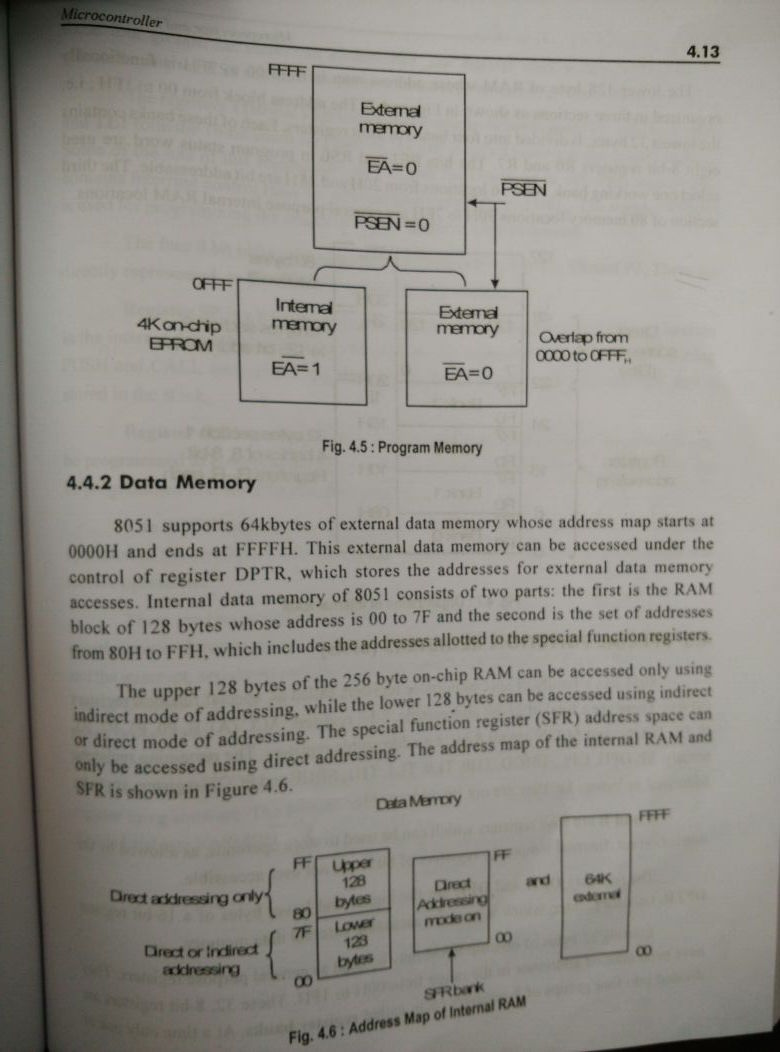 Microcontroller
4.13
FFFF
External
memory
EA=0
PSEN=0
PSEN
0FFF
4K on-chip
EPROM
Internal
memory
EA=1
External
memory
EA=0
Overlap from
0000 to 0FFF,H
Fig. 4.5 : Program Memory
4.4.2 Data Memory
8051 supports 64kbytes of external data memory whose address map starts at
0000H and ends at FFFFH. This external data memory can be accessed under the
control of register DPTR, which stores the addresses for external data memory
accesses. Internal data memory of 8051 consists of two parts: the first is the RAM
block of 128 bytes whose address is 00 to 7F and the second is the set of addresses
from 80H to FFH, which includes the addresses allotted to the special function registers.
The upper 128 bytes of the 256 byte on-chip RAM can be accessed only using
indirect mode of addressing, while the lower 128 bytes can be accessed using indirect
or direct mode of addressing. The special function register (SFR) address space can
only be accessed using direct addressing. The address map of the internal RAM and
SFR is shown in Figure 4.6.
Data Memory
FF
Upper
128
bytes
Direct addressing only
80
7F
Lower
128
bytes
Direct or Indirect
addressing
00
FF
Direct
Addressing
mode on
00
SFR bank
and
FFFF
64K
external
00
Fig. 4.6 : Address Map of Internal RAM